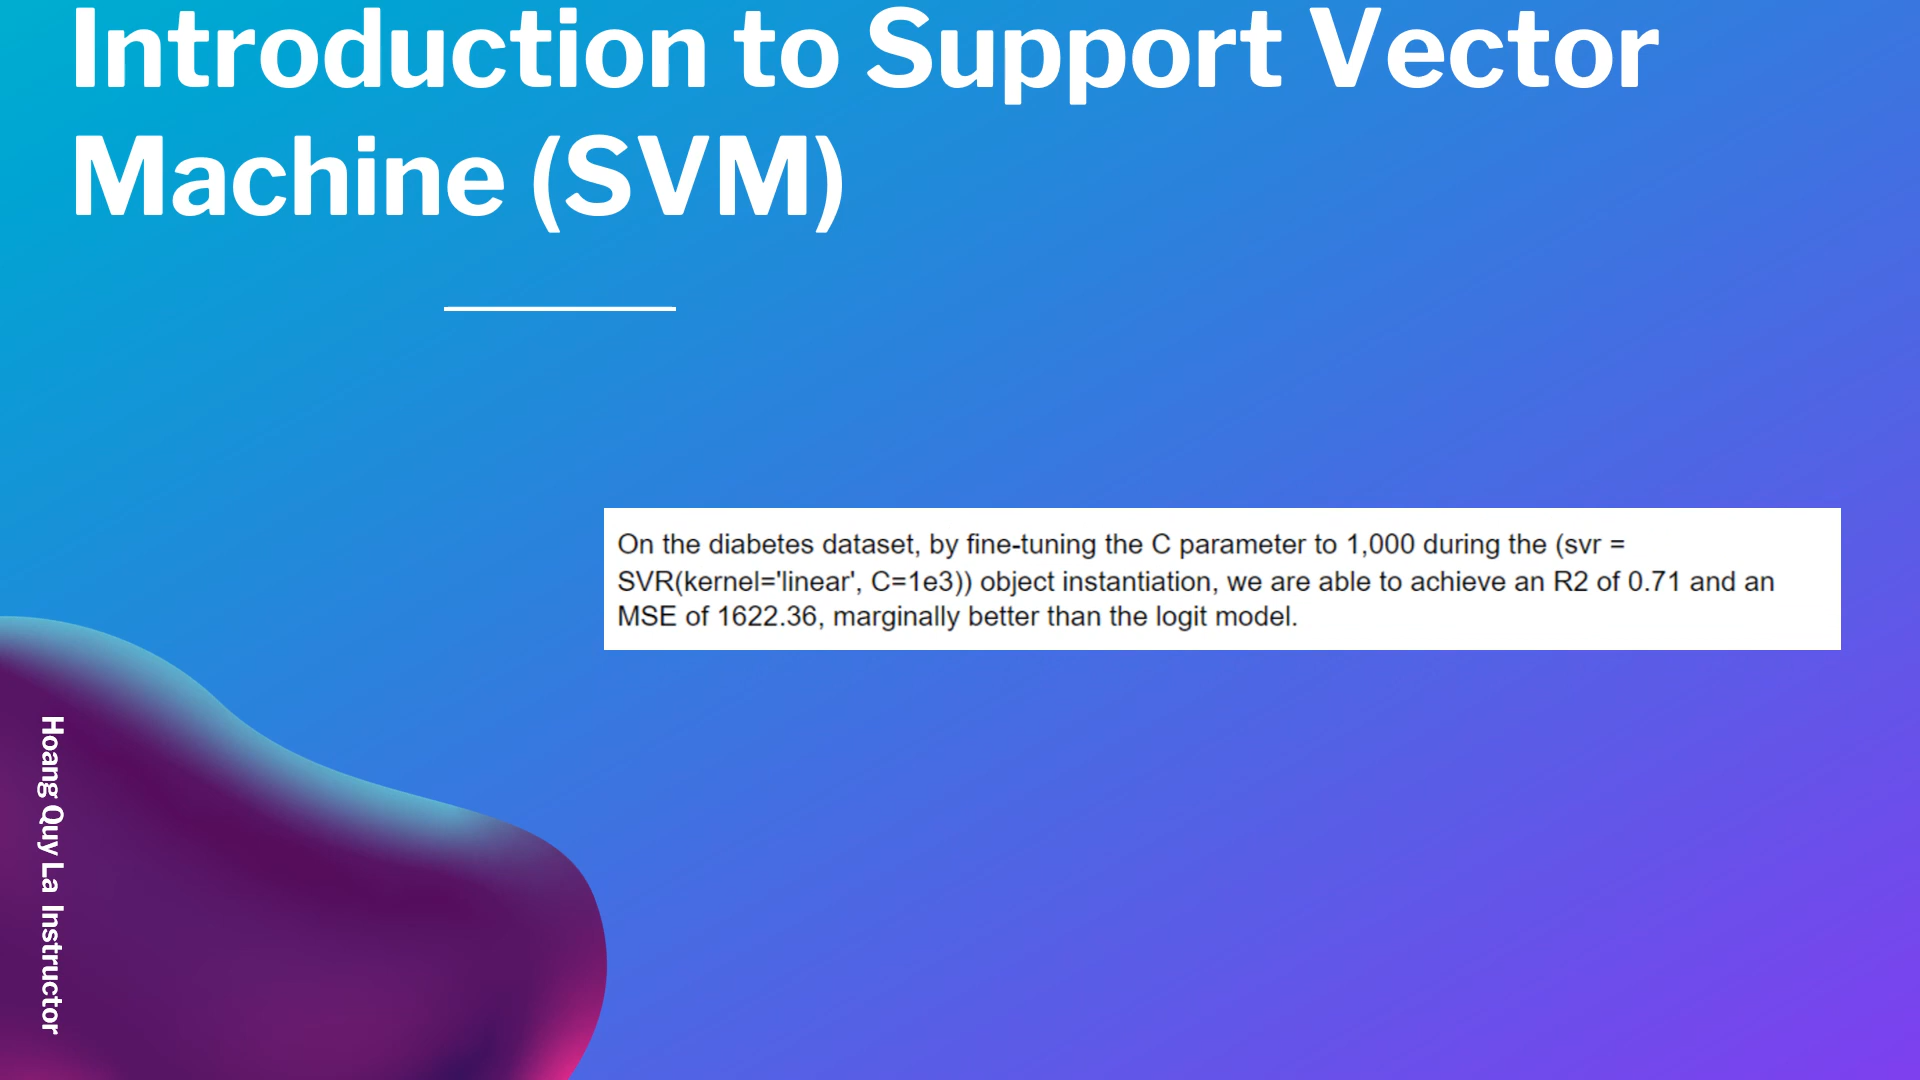 Introduction to Support Vector
Machine (SVM)
On the diabetes dataset, by fine-tuning the C parameter to 1,000 during the (svr =
SVR(kernel='linear', C=1e3)) object instantiation, we are able to achieve an R2 of 0.71 and an
MSE of 1622.36, marginally better than the logit model.
Hoang Quy La Instructor